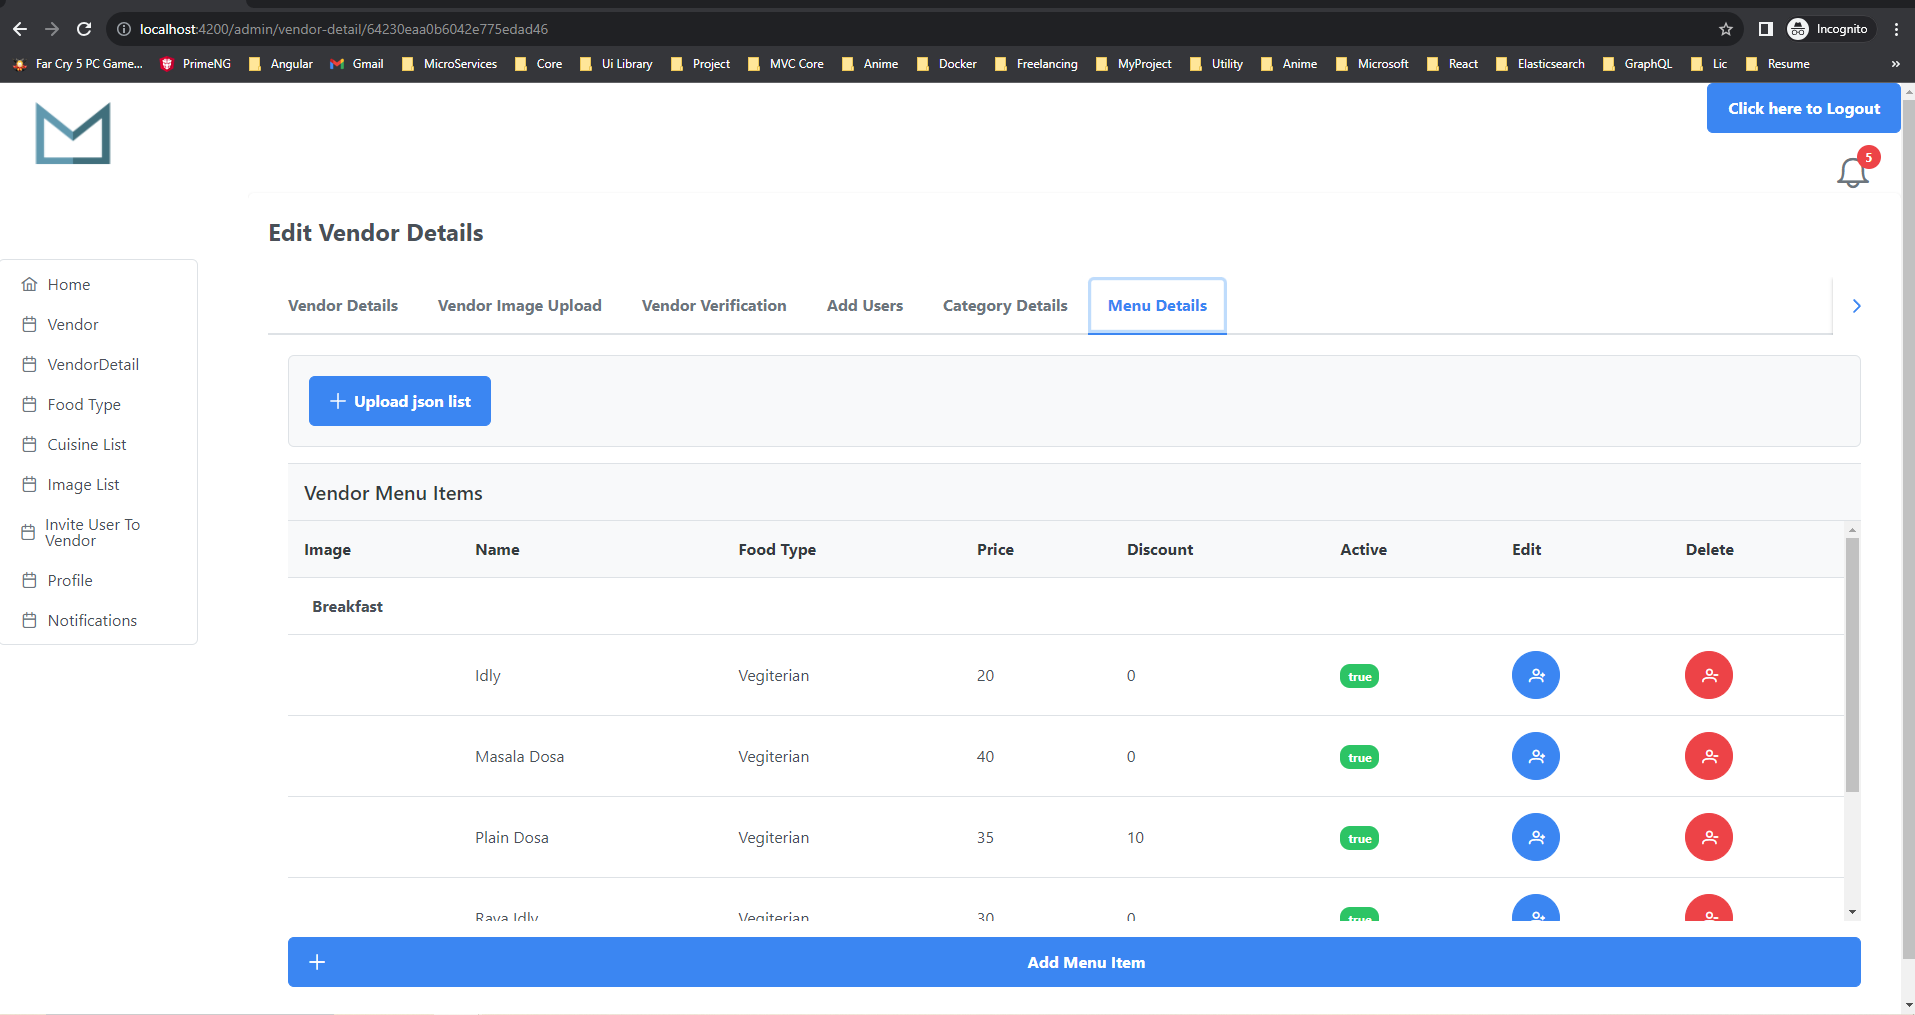 localhost:4200/admin/vendor-detail/64230eaa0b6042e775edad46
Incognito
Far Cry 5 PC Game... PrimeNG Angular Gmail MicroServices Core Ui Library Project MVC Core Anime Docker Freelancing MyProject Utility Anime Microsoft React Elasticsearch GraphQL Lic Resume »
Click here to Logout
5
Edit Vendor Details
Home
Vendor
VendorDetail
Food Type
Cuisine List
Image List
Invite User To
Vendor
Profile
Notifications
Vendor Details Vendor Image Upload Vendor Verification Add Users Category Details Menu Details
Upload json list
Vendor Menu Items
Image Name Food Type Price Discount Active Edit Delete
Breakfast
Idly Vegiterian 20 0 true
Masala Dosa Vegiterian 40 0 true
Plain Dosa Vegiterian 35 10 true
Rava Idly Vegiterian 30 0 true
Add Menu Item